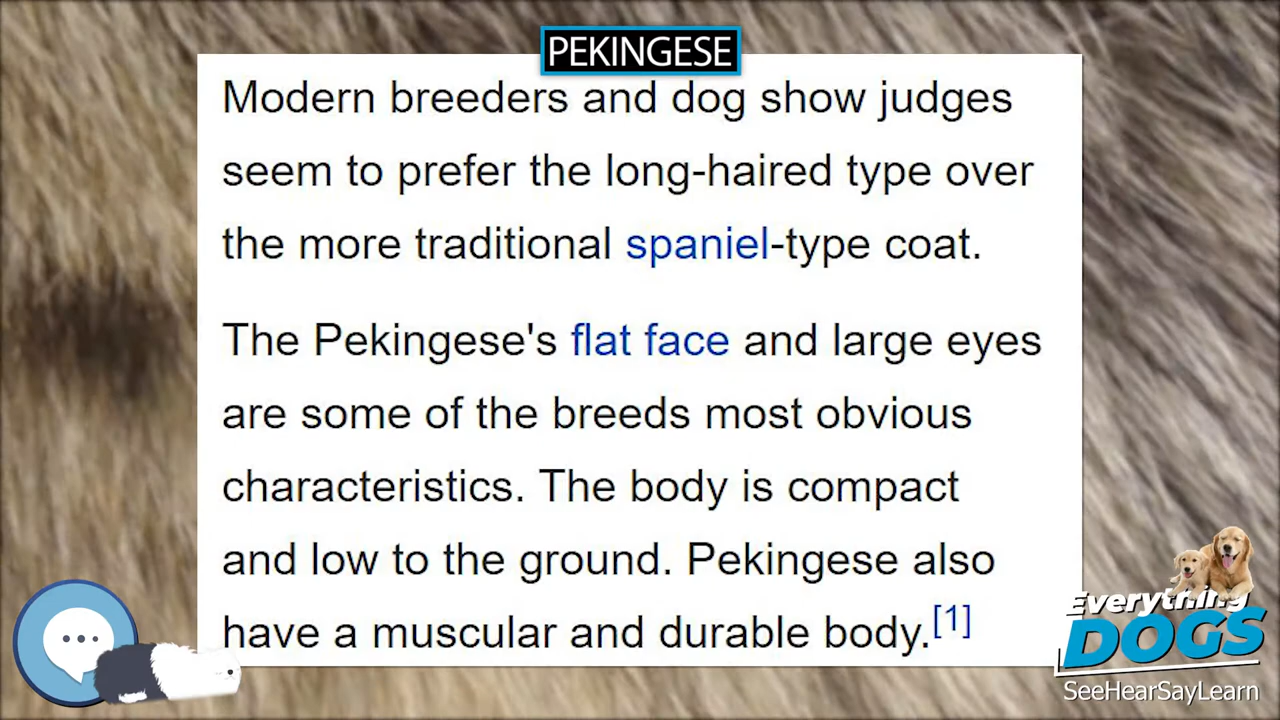 PEKINGESE
Modern breeders and dog show judges
seem to prefer the long-haired type over
the more traditional spaniel-type coat.
The Pekingese's flat face and large eyes
are some of the breeds most obvious
characteristics. The body is compact
and low to the ground. Pekingese also
have a muscular and durable body.[1]
Everything
DOGS
SeeHearSayLearn